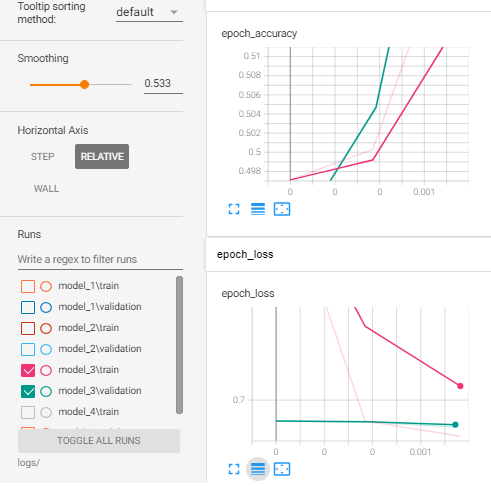 Tooltip sorting
method:
default
Smoothing
0.533
Horizontal Axis
STEP
RELATIVE
WALL
Runs
Write a regex to filter runs
model_1\train
model_1\validation
model_2\train
model_2\validation
model_3\train
model_3\validation
model_4\train
TOGGLE ALL RUNS
logs/
epoch_accuracy
0.51
0.508
0.506
0.504
0.502
0.5
0.498
0 0 0 0.001
epoch_loss
epoch_loss
0.7
0 0 0 0.001